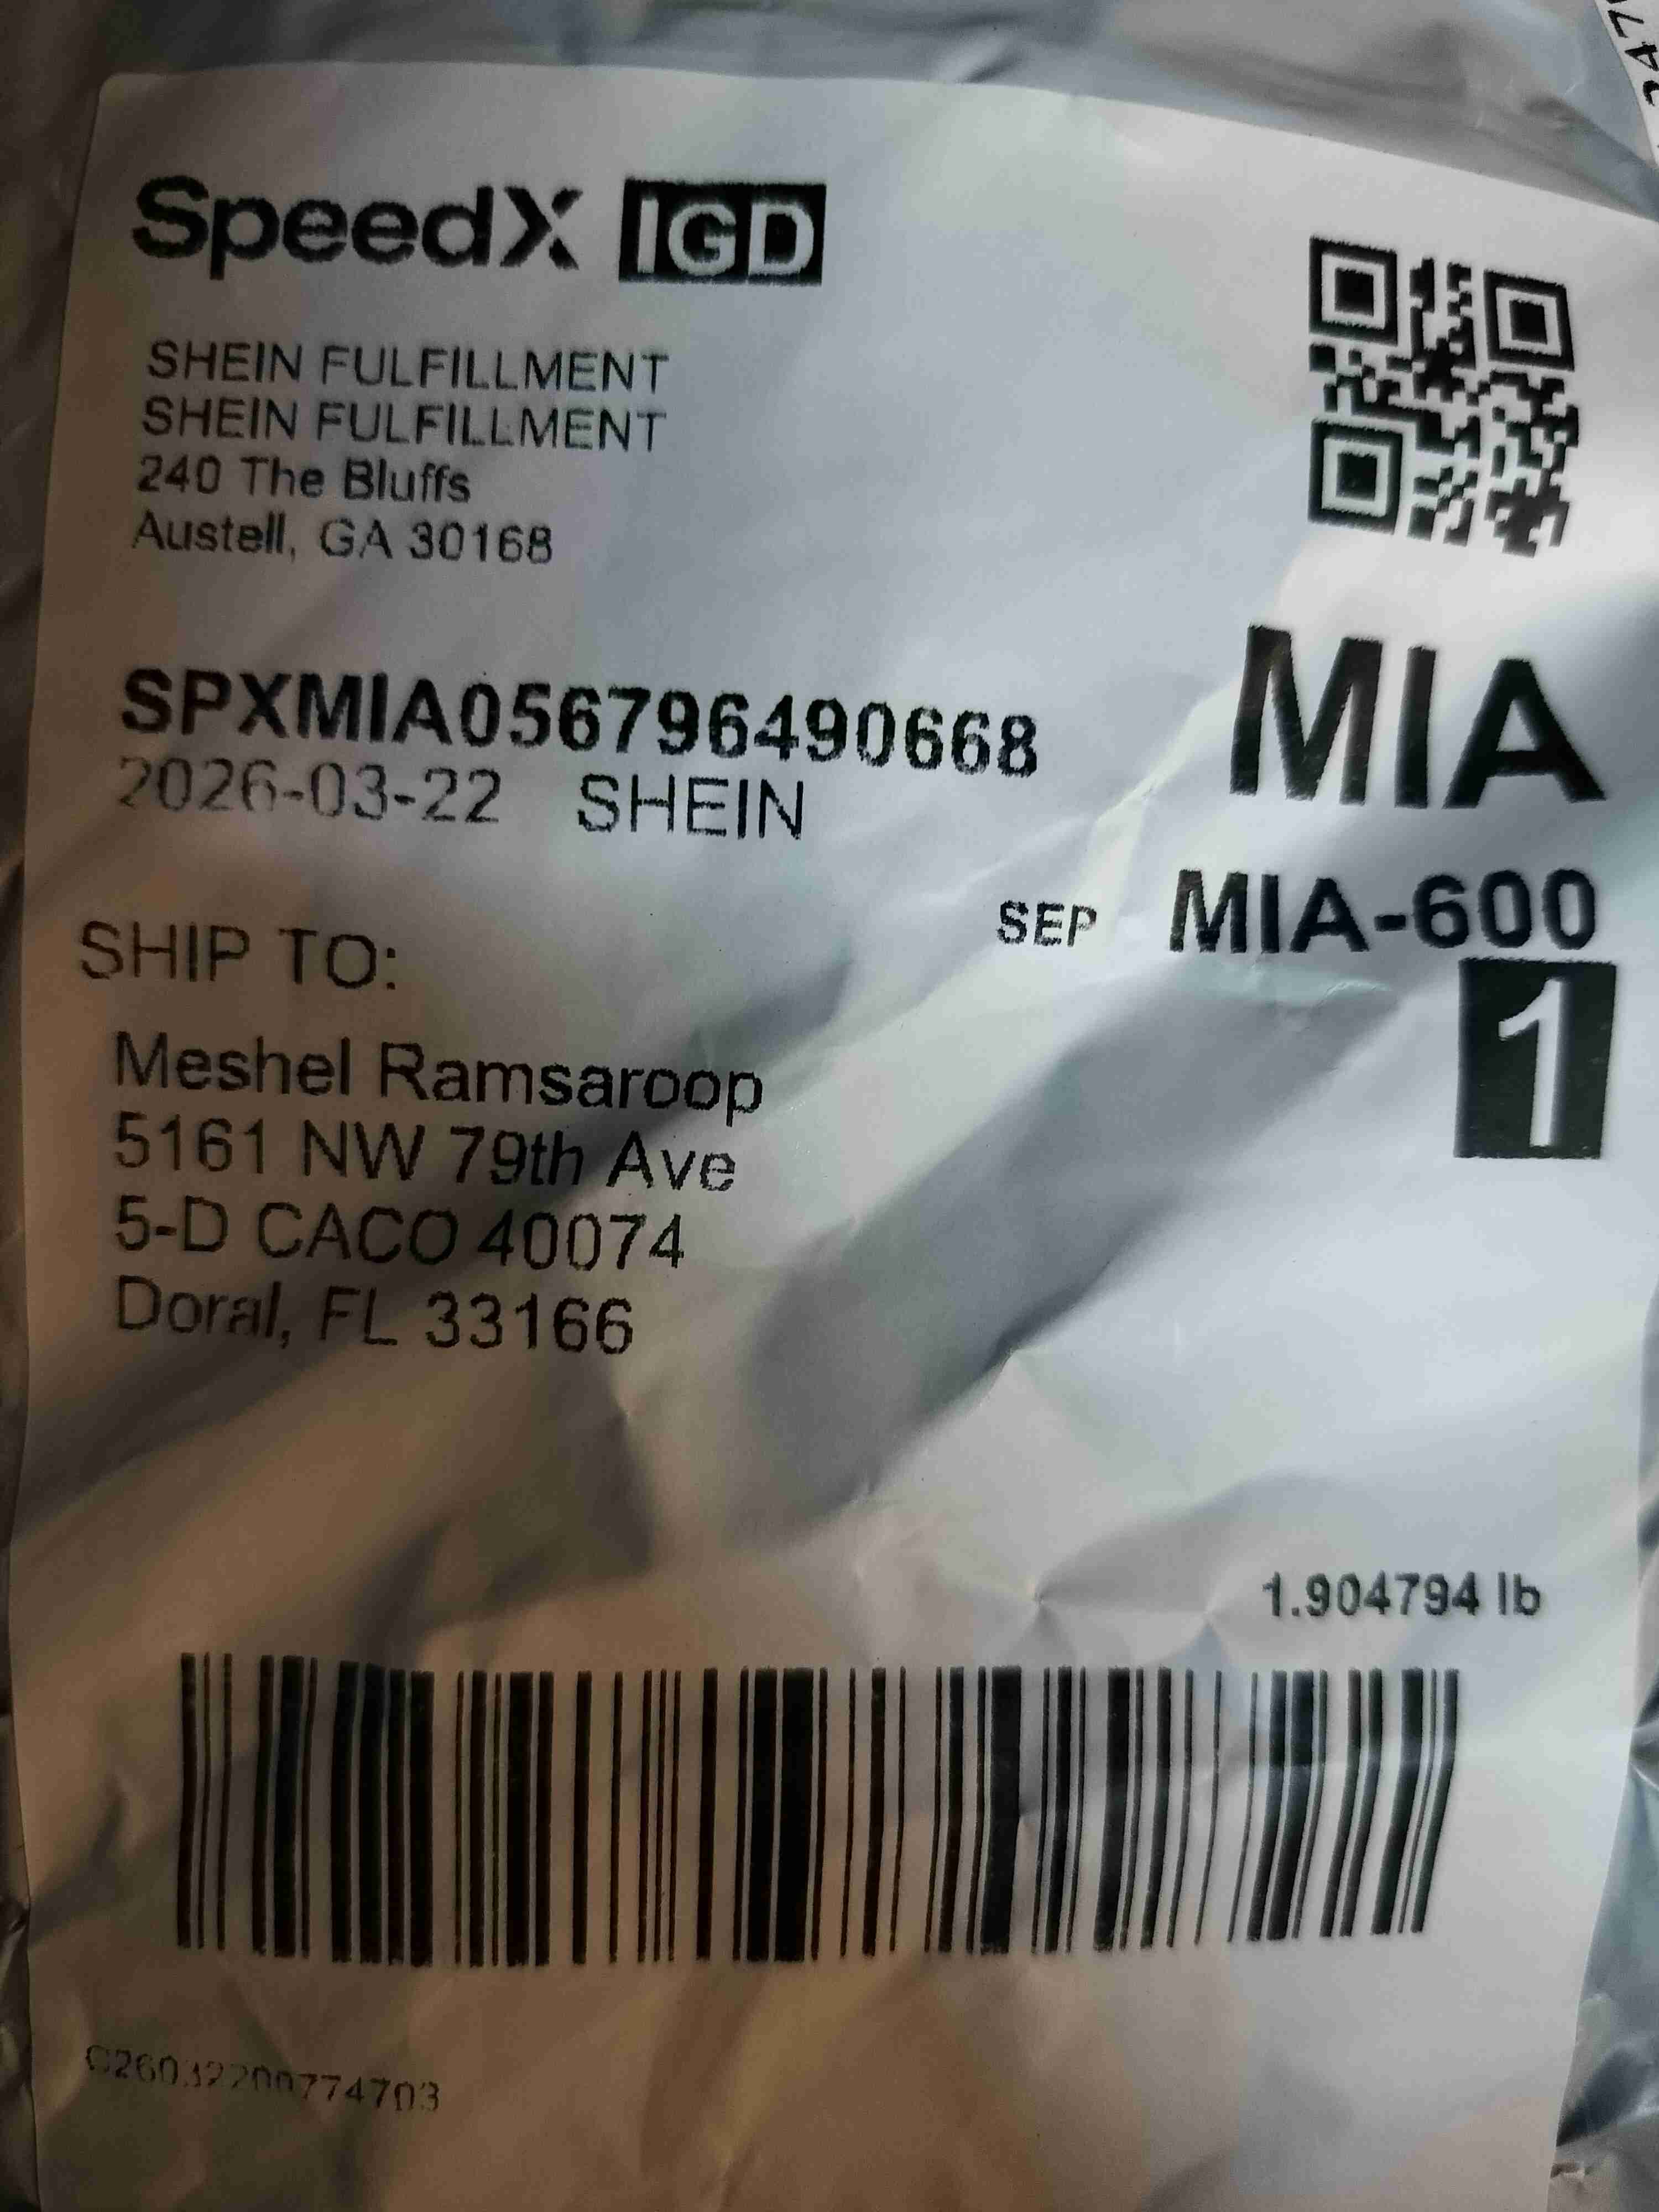 SpeedX IGD
SHEIN FULFILLMENT
SHEIN FULFILLMENT
240 The Bluffs
Austell, GA 30168
SPXMIA056796490668
2026-03-22 SHEIN
MIA
SEP MIA-600
1
SHIP TO:
Meshel Ramsaroop
5161 NW 79th Ave
5-D CACO 40074
Doral, FL 33166
1.904794 lb